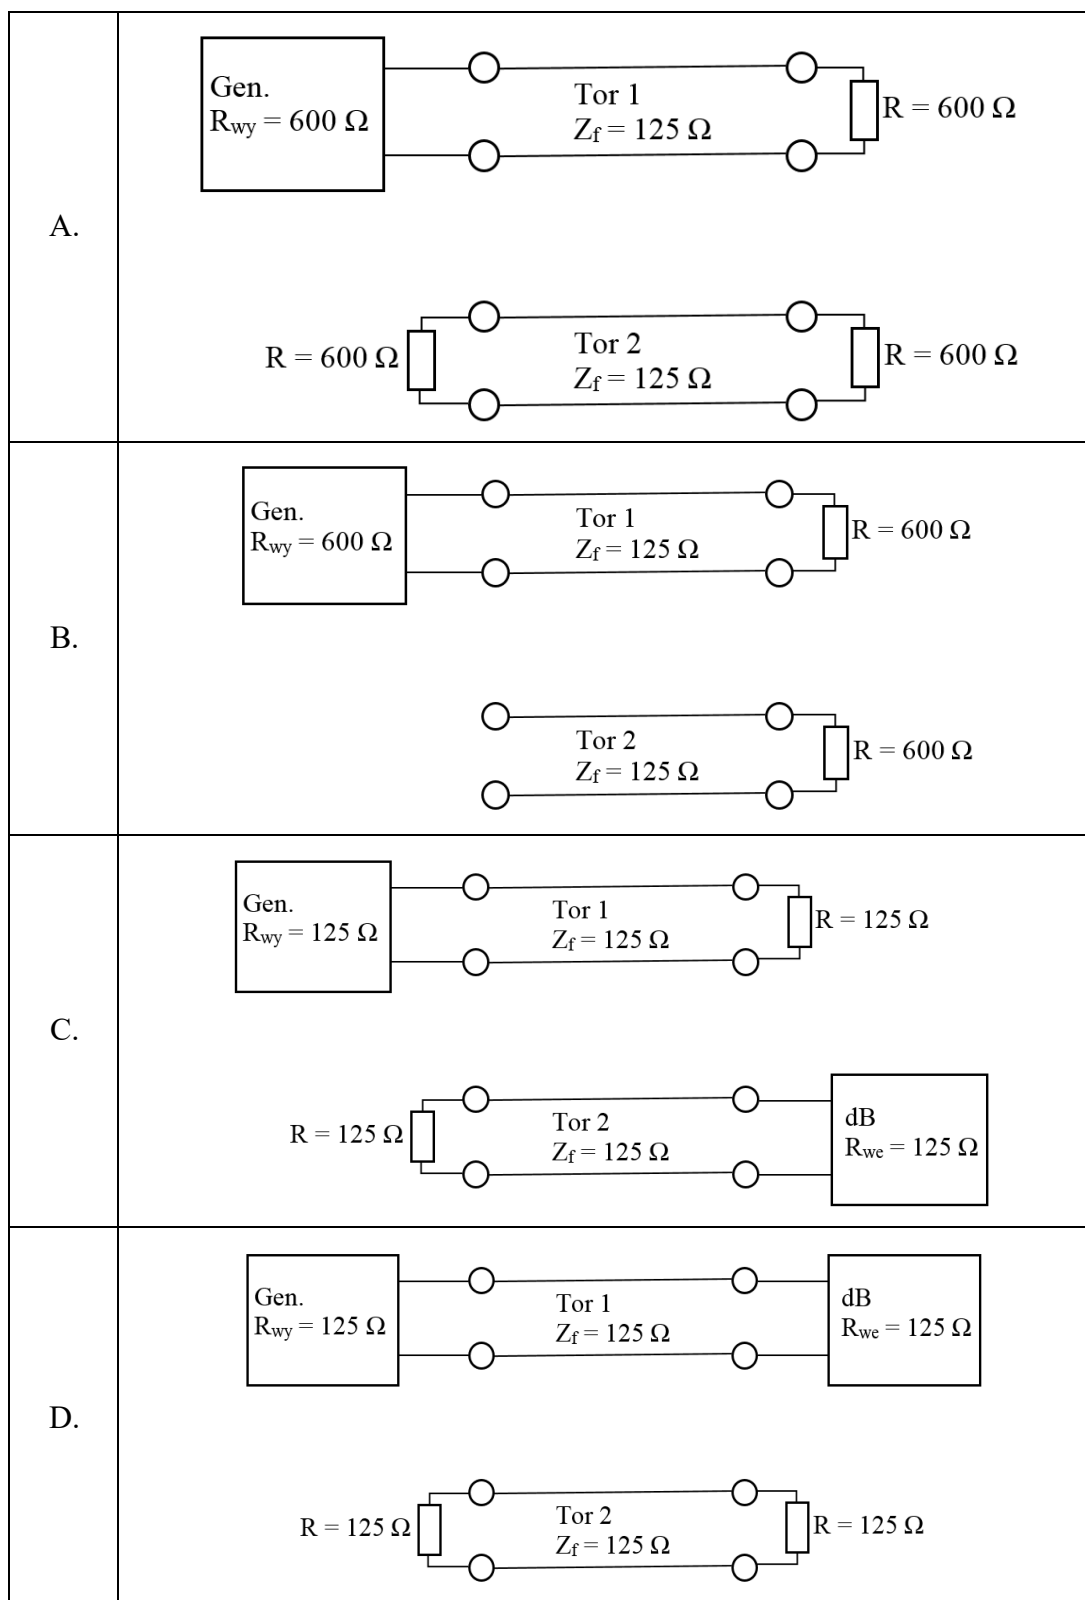 A.
Gen.
Rwy = 600 Ω
Tor 1
Zf = 125 Ω
R = 600 Ω
R = 600 Ω
Tor 2
Zf = 125 Ω
R = 600 Ω
B.
Gen.
Rwy = 600 Ω
Tor 1
Zf = 125 Ω
R = 600 Ω
Tor 2
Zf = 125 Ω
R = 600 Ω
C.
Gen.
Rwy = 125 Ω
Tor 1
Zf = 125 Ω
R = 125 Ω
R = 125 Ω
Tor 2
Zf = 125 Ω
dB
Rwe = 125 Ω
D.
Gen.
Rwy = 125 Ω
Tor 1
Zf = 125 Ω
dB
Rwe = 125 Ω
R = 125 Ω
Tor 2
Zf = 125 Ω
R = 125 Ω